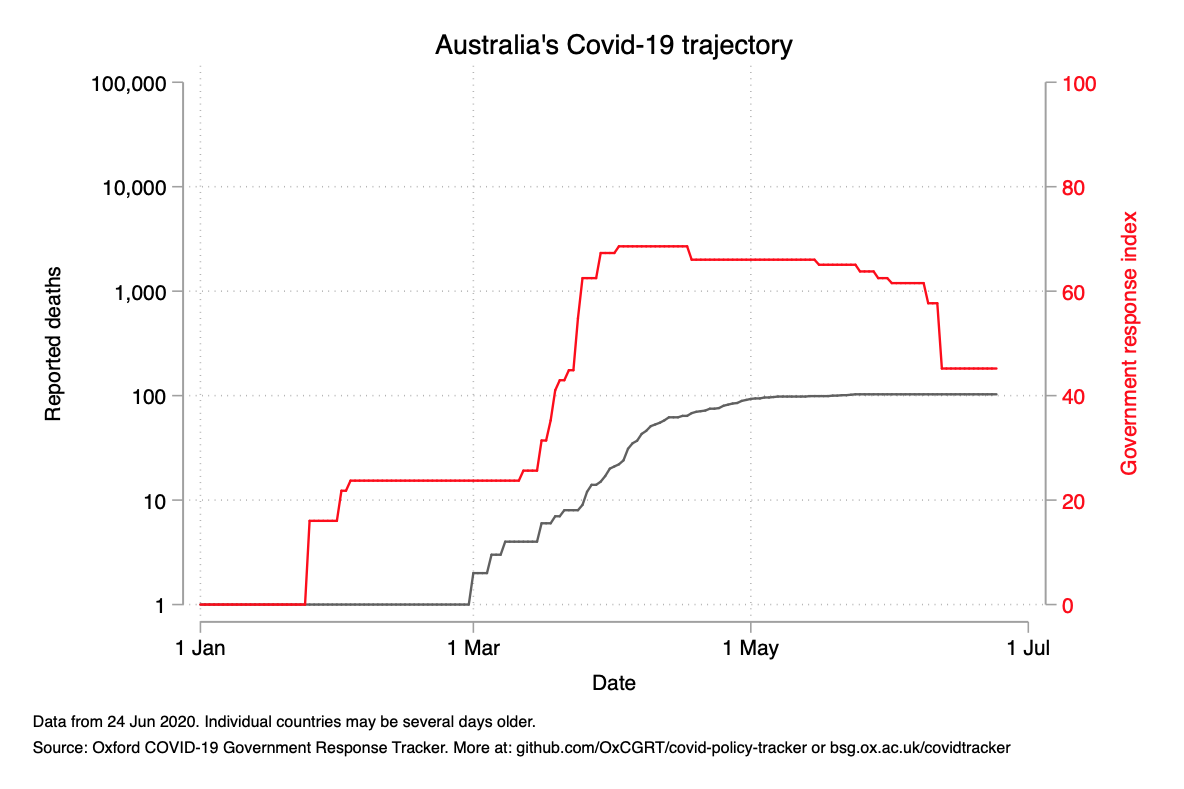 Australia's Covid-19 trajectory
100,000
10,000
1,000
100
10
1
Reported deaths
100
80
60
40
20
0
Government response index
1 Jan
1 Mar
1 May
1 Jul
Date
Data from 24 Jun 2020. Individual countries may be several days older.
Source: Oxford COVID-19 Government Response Tracker. More at: github.com/OxCGRT/covid-policy-tracker or bsg.ox.ac.uk/covidtracker